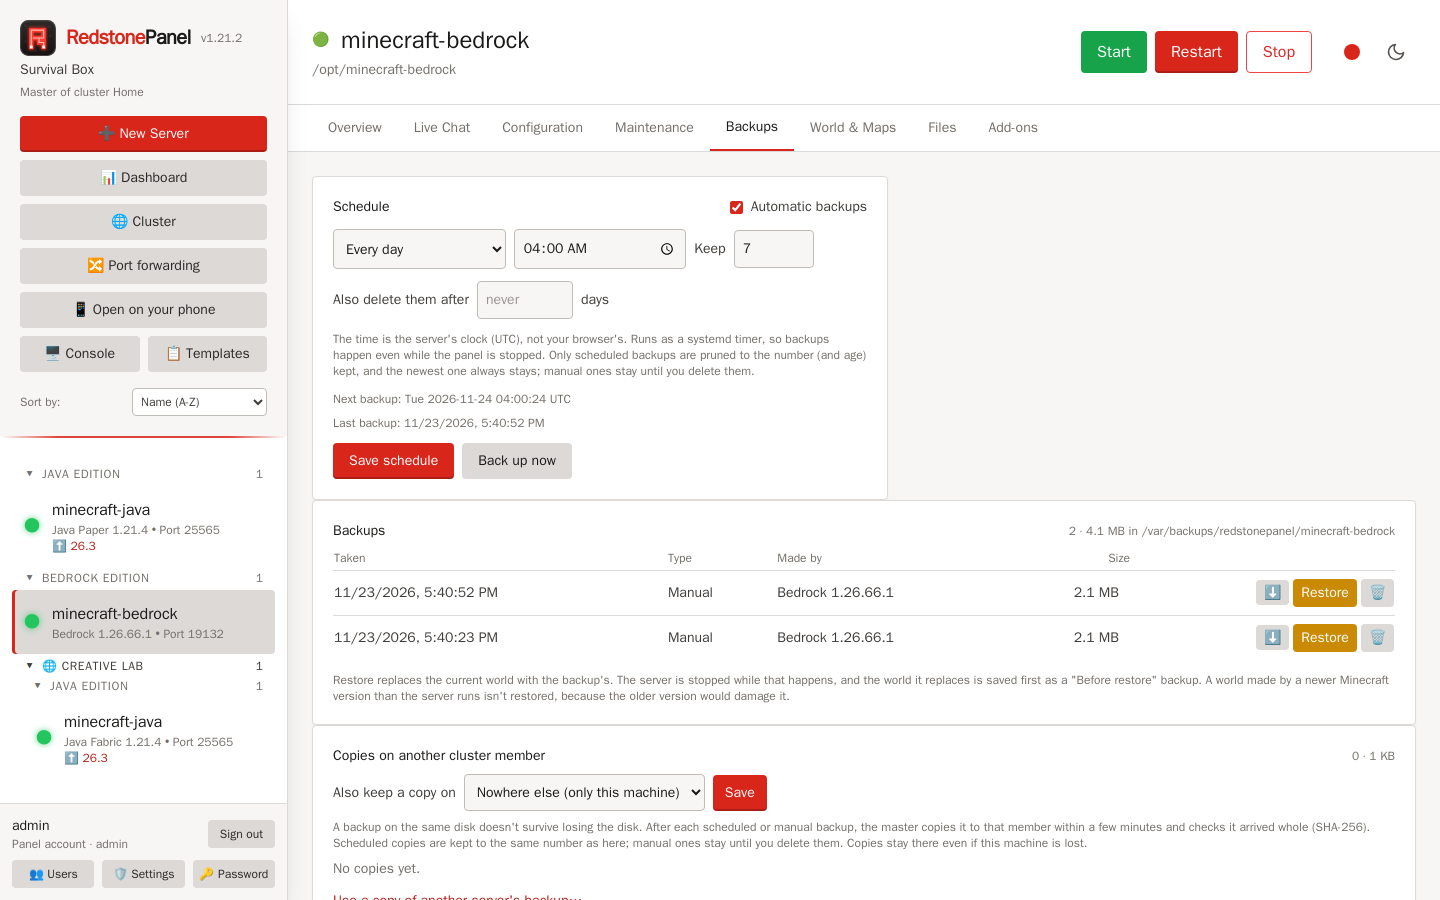 RedstonePanel v1.21.2
Survival Box
Master of cluster Home
➕ New Server
📊 Dashboard
🌐 Cluster
🔀 Port forwarding
📱 Open on your phone
🖥️ Console
📋 Templates
Sort by:
Name (A-Z)
▼ JAVA EDITION 1
minecraft-java
Java Paper 1.21.4 • Port 25565
⬆️ 26.3
▼ BEDROCK EDITION 1
minecraft-bedrock
Bedrock 1.26.66.1 • Port 19132
▼ 🌐 CREATIVE LAB 1
▼ JAVA EDITION 1
minecraft-java
Java Fabric 1.21.4 • Port 25565
⬆️ 26.3
admin
Panel account · admin
Sign out
👥 Users
🛡️ Settings
🔑 Password
minecraft-bedrock
/opt/minecraft-bedrock
Start
Restart
Stop
Overview
Live Chat
Configuration
Maintenance
Backups
World & Maps
Files
Add-ons
Schedule
Automatic backups
Every day
04:00 AM
Keep
7
Also delete them after never days
The time is the server's clock (UTC), not your browser's. Runs as a systemd timer, so backups
happen even while the panel is stopped. Only scheduled backups are pruned to the number (and age)
kept, and the newest one always stays; manual ones stay until you delete them.
Next backup: Tue 2026-11-24 04:00:24 UTC
Last backup: 11/23/2026, 5:40:52 PM
Save schedule
Back up now
Backups
2 · 4.1 MB in /var/backups/redstonepanel/minecraft-bedrock
Taken Type Made by Size
11/23/2026, 5:40:52 PM Manual Bedrock 1.26.66.1 2.1 MB ⬇️ Restore 🗑️
11/23/2026, 5:40:23 PM Manual Bedrock 1.26.66.1 2.1 MB ⬇️ Restore 🗑️
Restore replaces the current world with the backup's. The server is stopped while that happens, and the world it replaces is saved first as a "Before restore" backup. A world made by a newer Minecraft
version than the server runs isn't restored, because the older version would damage it.
Copies on another cluster member
0 · 1 KB
Also keep a copy on Nowhere else (only this machine) Save
A backup on the same disk doesn't survive losing the disk. After each scheduled or manual backup, the master copies it to that member within a few minutes and checks it arrived whole (SHA-256).
Scheduled copies are kept to the same number as here; manual ones stay until you delete them. Copies stay there even if this machine is lost.
No copies yet.
Use a copy of another server's backup…